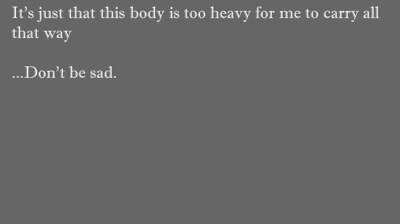 It’s just that this body is too heavy for me to carry all
that way
...Don’t be sad.